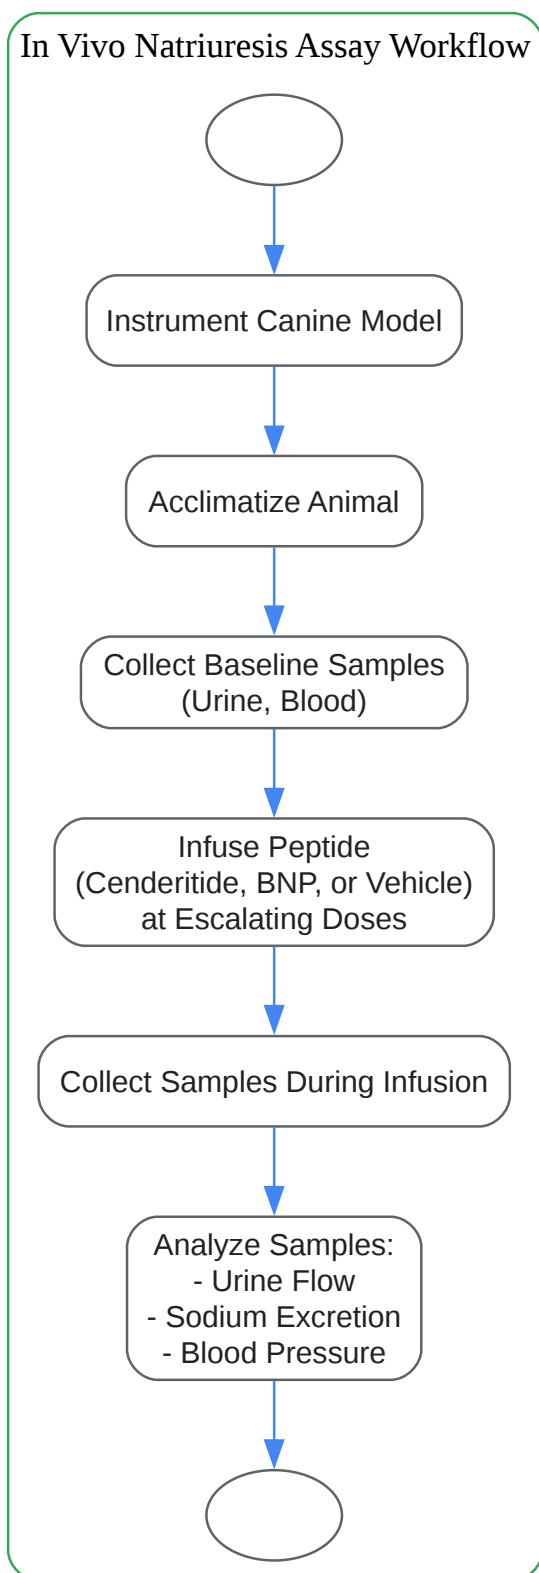 In Vivo Natriuresis Assay Workflow
Instrument Canine Model
Acclimatize Animal
Collect Baseline Samples
(Urine, Blood)
Infuse Peptide
(Cenderitide, BNP, or Vehicle)
at Escalating Doses
Collect Samples During Infusion
Analyze Samples:
- Urine Flow
- Sodium Excretion
- Blood Pressure